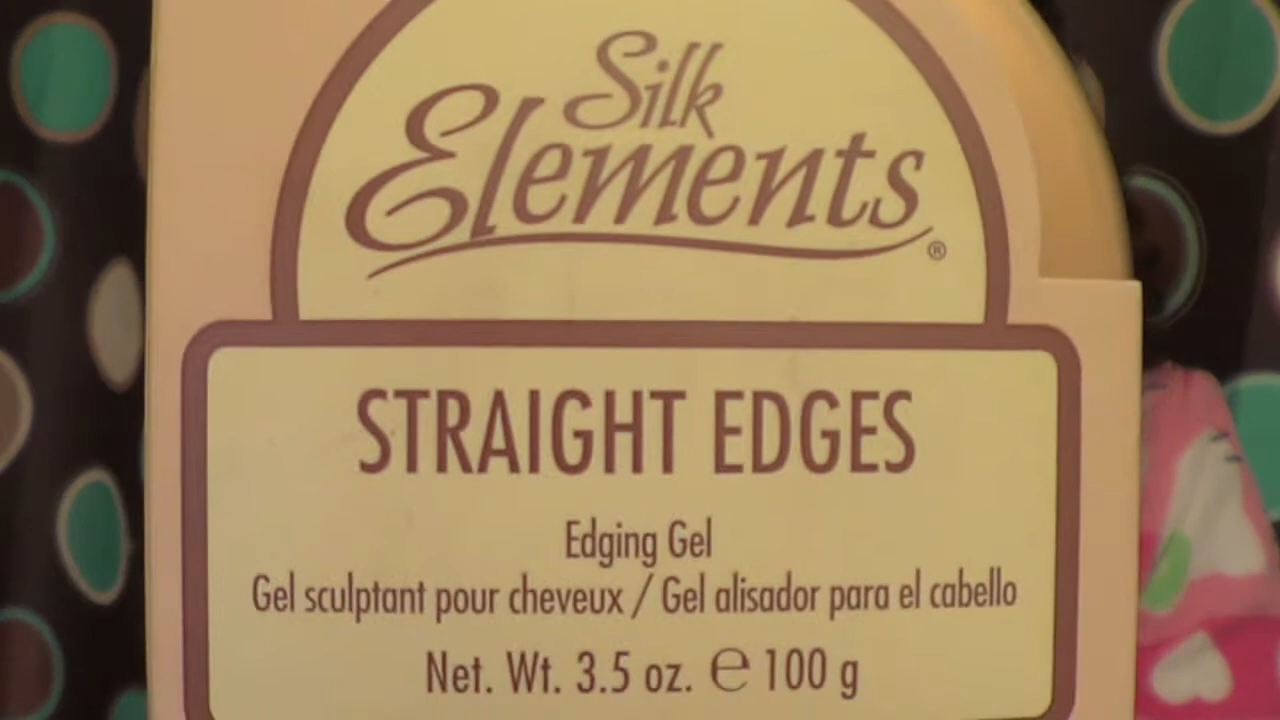 Silk
Elements®
STRAIGHT EDGES
Edging Gel
Gel sculptant pour cheveux / Gel alisador para el cabello
Net. Wt. 3.5 oz. ℮ 100 g